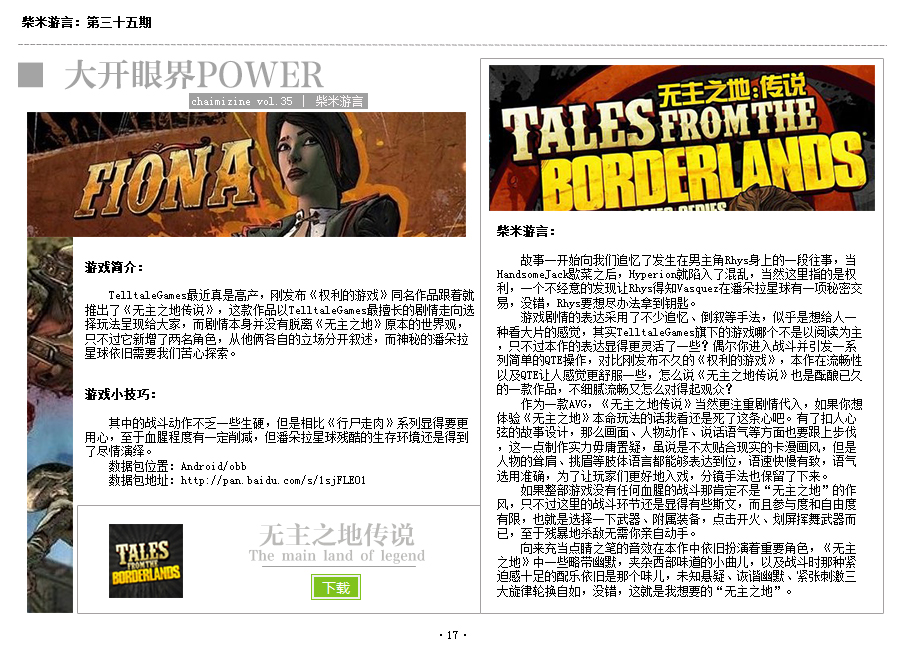 柴米游言：第三十五期
大开眼界POWER
chaimizine vol.35 | 柴米游言
FIONA
游戏简介：
TelltaleGames最近真是高产，刚发布《权利的游戏》同名作品跟着就
推出了《无主之地传说》，这款作品以TelltaleGames最擅长的剧情走向选
择玩法呈现给大家，而剧情本身并没有脱离《无主之地》原本的世界观，
只不过它新增了两名角色，从他俩各自的立场分开叙述，而神秘的潘朵拉
星球依旧需要我们苦心探索。
游戏小技巧：
其中的战斗动作不乏一些生硬，但是相比《行尸走肉》系列显得要更
用心，至于血腥程度有一定削减，但潘朵拉星球残酷的生存环境还是得到
了尽情演绎。
数据包位置：Android/obb
数据包地址：http://pan.baidu.com/s/1sjFLEO1
TALES
FROM THE
BORDERLANDS
无主之地传说
The main land of legend
下载
无主之地:传说
TALES FROM THE
BORDERLANDS
GAMES SERIES
柴米游言：
故事一开始向我们追忆了发生在男主角Rhys身上的一段往事，当
HandsomeJack歇菜之后，Hyperion就陷入了混乱，当然这里指的是权
利，一个不经意的发现让Rhys得知Vasquez在潘朵拉星球有一项秘密交
易，没错，Rhys要想尽办法拿到钥匙。
游戏剧情的表达采用了不少追忆、倒叙等手法，似乎是想给人一
种看大片的感觉，其实TelltaleGames旗下的游戏哪个不是以阅读为主
，只不过本作的表达显得更灵活了一些？偶尔你进入战斗并引发一系
列简单的QTE操作，对比刚发布不久的《权利的游戏》，本作在流畅性
以及QTE让人感觉更舒服一些，怎么说《无主之地传说》也是酝酿已久
的一款作品，不细腻流畅又怎么对得起观众？
作为一款AVG，《无主之地传说》当然更注重剧情代入，如果你想
体验《无主之地》本命玩法的话我看还是死了这条心吧。有了扣人心
弦的故事设计，那么画面、人物动作、说话语气等方面也要跟上步伐
，这一点制作实力毋庸置疑，虽说是不太贴合现实的卡漫画风，但是
人物的耸肩、挑眉等肢体语言都能够表达到位，语速快慢有致，语气
选用准确，为了让玩家们更好地入戏，分镜手法也保留了下来。
如果整部游戏没有任何血腥的战斗那肯定不是“无主之地”的作
风，只不过这里的战斗环节还是显得有些斯文，而且参与度和自由度
有限，也就是选择一下武器、附属装备，点击开火、划屏挥舞武器而
已，至于残暴地杀敌无需你亲自动手。
向来充当点睛之笔的音效在本作中依旧扮演着重要角色，《无主
之地》中一些略带幽默，夹杂西部味道的小曲儿，以及战斗时那种紧
迫感十足的配乐依旧是那个味儿，未知悬疑、诙谐幽默、紧张刺激三
大旋律轮换自如，没错，这就是我想要的“无主之地”。
·17·